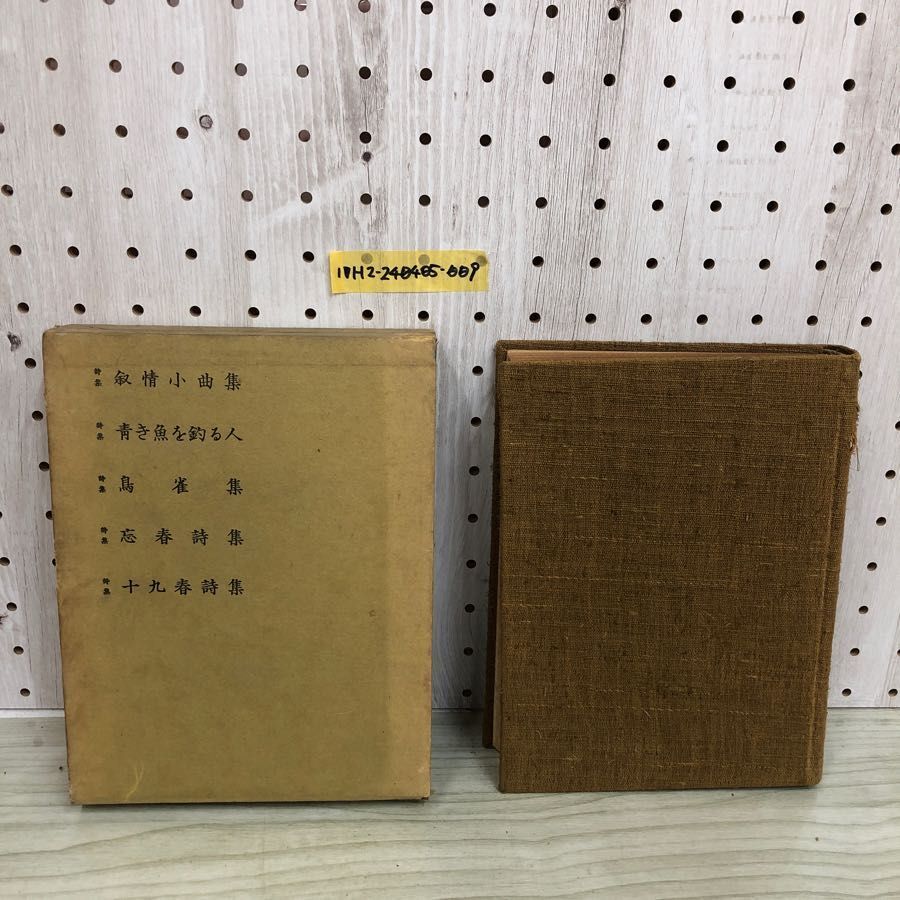 1VH2-240405-009
詩集 叙情小曲集
詩集 青き魚を釣る人
詩集 鳥雀集
詩集 忘春詩集
詩集 十九春詩集